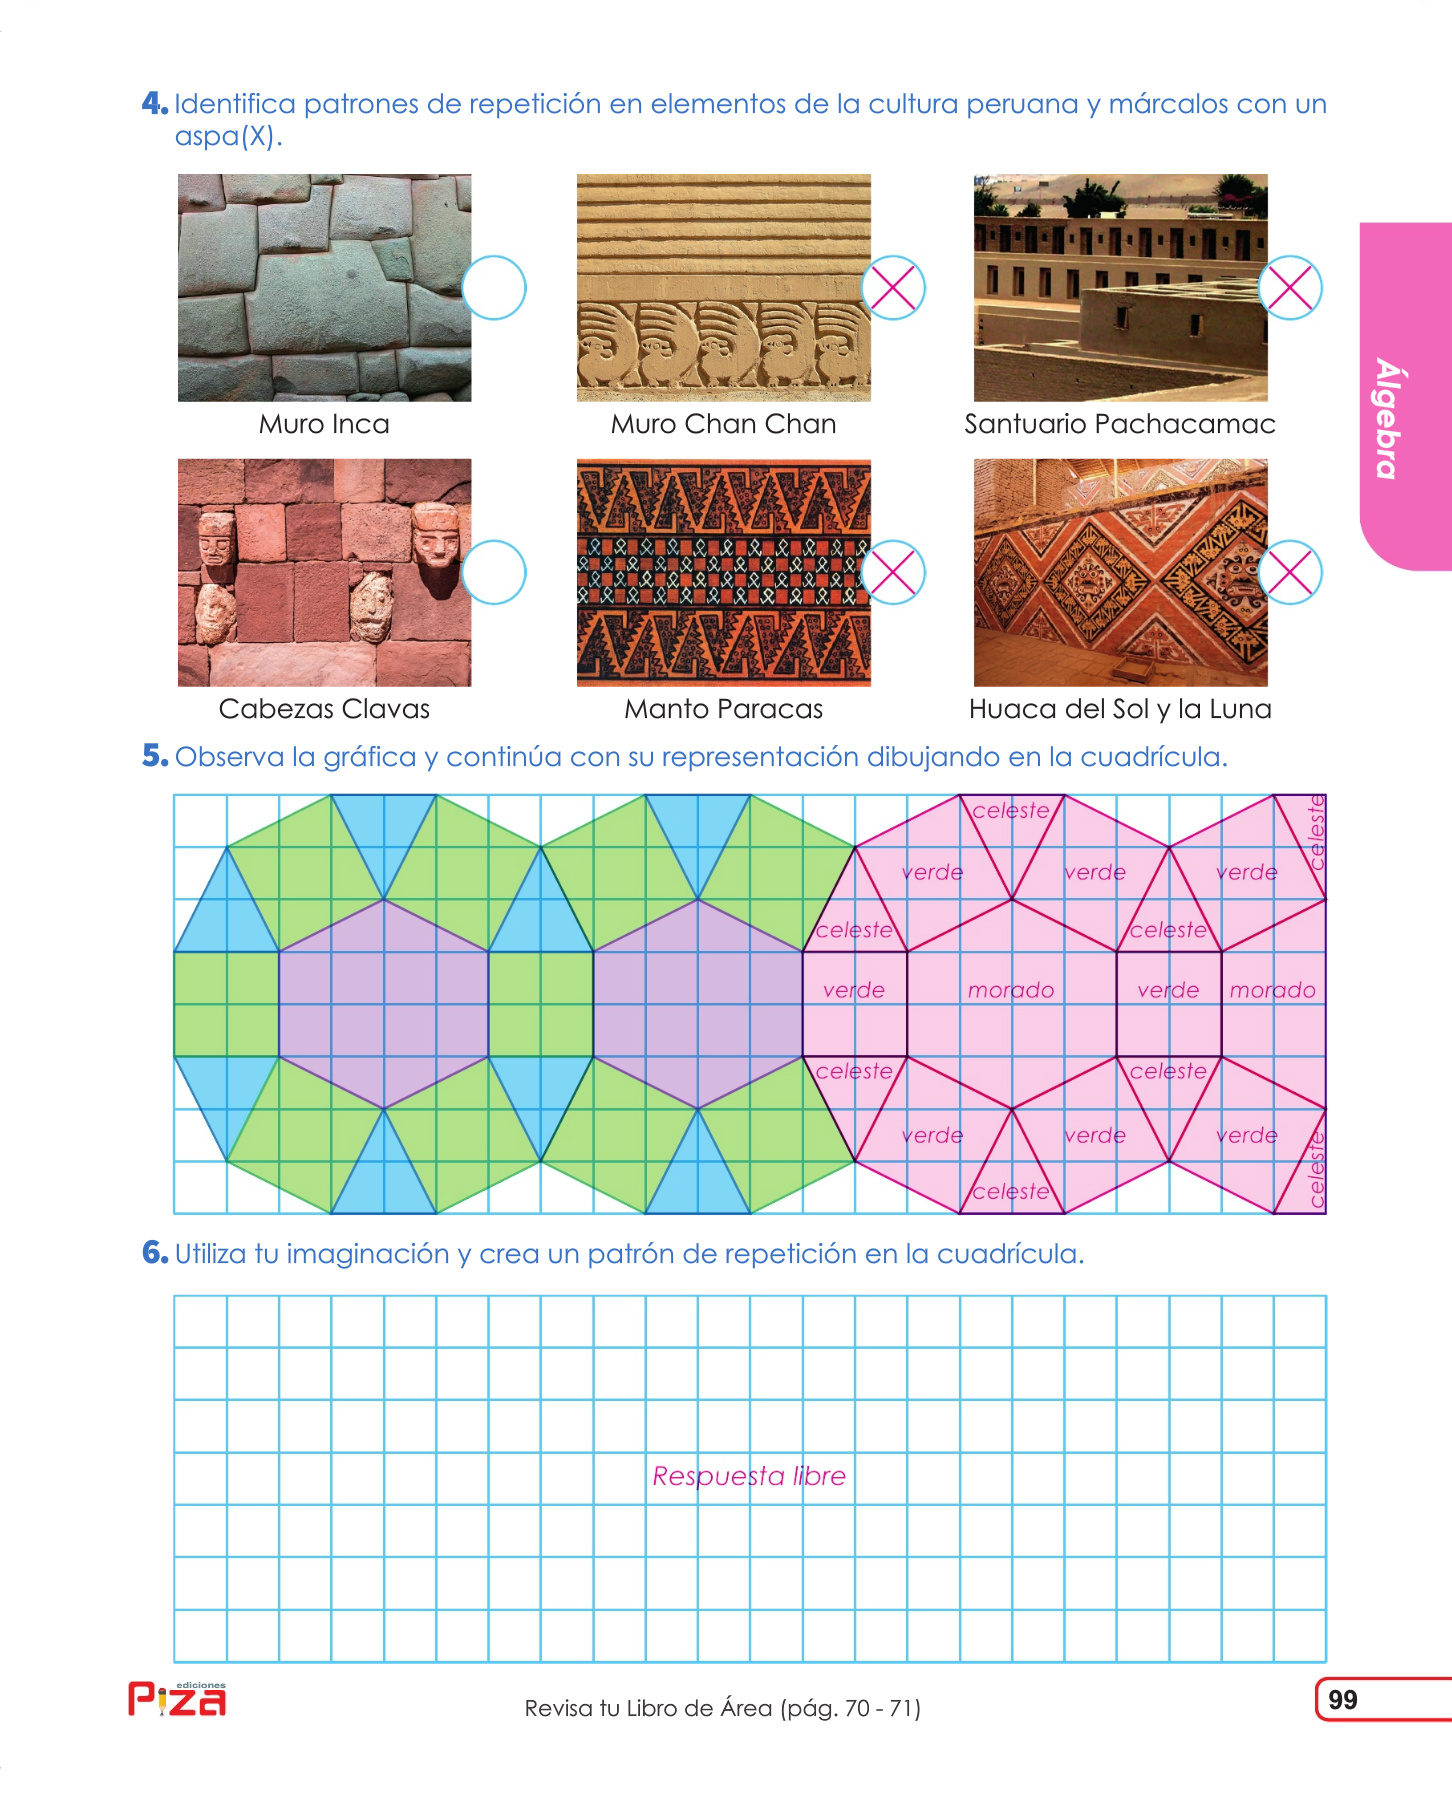 4. Identifica patrones de repetición en elementos de la cultura peruana y márcalos con un
aspa(X).
Muro Inca
Muro Chan Chan
Santuario Pachacamac
Álgebra
Cabezas Clavas
Manto Paracas
Huaca del Sol y la Luna
5. Observa la gráfica y continúa con su representación dibujando en la cuadrícula.
celeste
celeste
verde
verde
verde
celeste
celeste
verde
morado
verde
morado
celeste
celeste
verde
verde
verde
celeste
celeste
6. Utiliza tu imaginación y crea un patrón de repetición en la cuadrícula.
Respuesta libre
ediciones
Piza
Revisa tu Libro de Área (pág. 70 - 71)
99